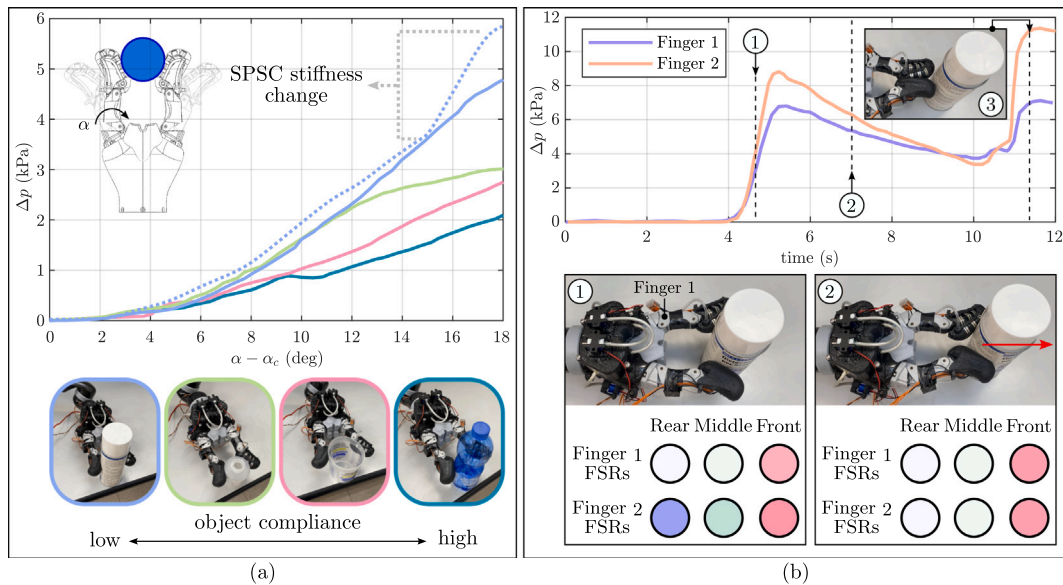 6
5
4
3
2
1
0
Δp (kPa)
SPSC stiffness
change
α
0 2 4 6 8 10 12 14 16 18
α − α_c (deg)
low
object compliance
high
(a)
12
10
8
6
4
2
0
Δp (kPa)
Finger 1
Finger 2
1
2
3
0 2 4 6 8 10 12
time (s)
1
Finger 1
Rear Middle Front
Finger 1
FSRs
Finger 2
FSRs
2
Rear Middle Front
Finger 1
FSRs
Finger 2
FSRs
(b)